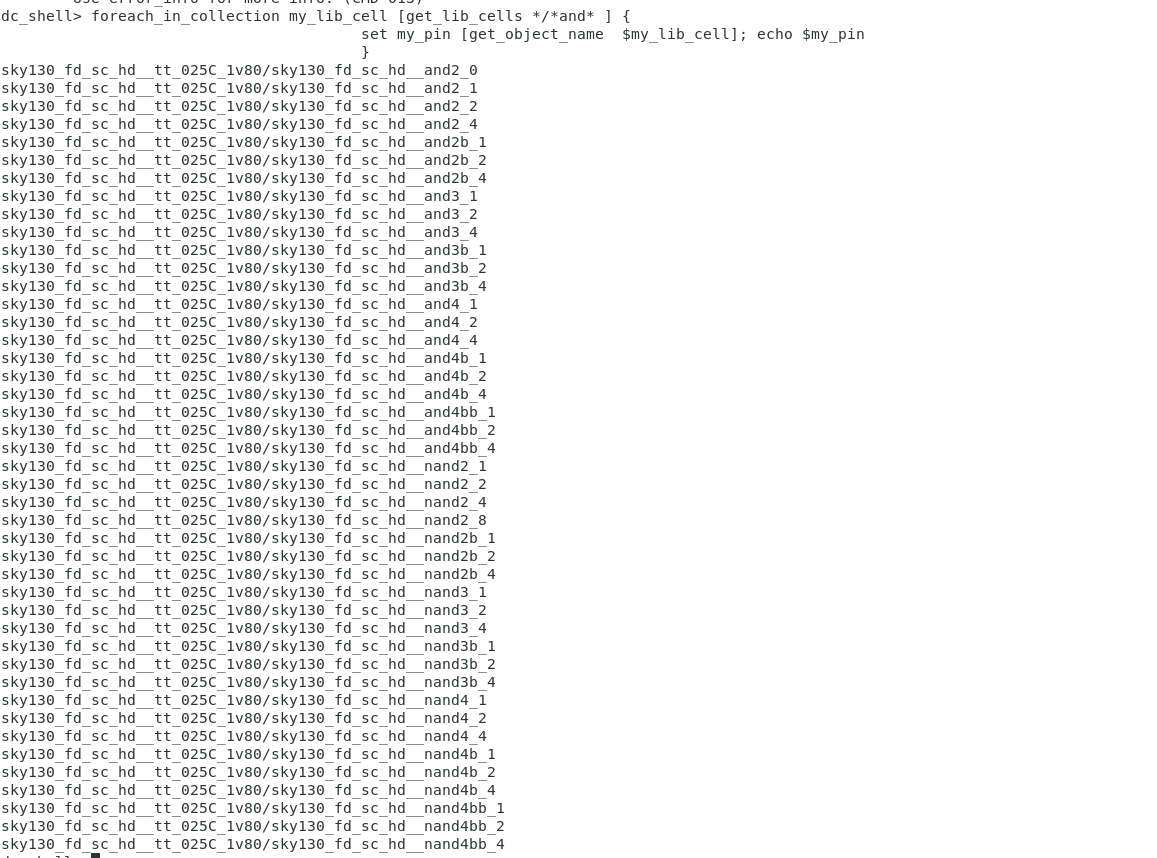 use error_info for more info. (CMD-013)
dc_shell> foreach_in_collection my_lib_cell [get_lib_cells */*and* ] {
set my_pin [get_object_name  $my_lib_cell]; echo $my_pin
}
sky130_fd_sc_hd__tt_025C_1v80/sky130_fd_sc_hd__and2_0
sky130_fd_sc_hd__tt_025C_1v80/sky130_fd_sc_hd__and2_1
sky130_fd_sc_hd__tt_025C_1v80/sky130_fd_sc_hd__and2_2
sky130_fd_sc_hd__tt_025C_1v80/sky130_fd_sc_hd__and2_4
sky130_fd_sc_hd__tt_025C_1v80/sky130_fd_sc_hd__and2b_1
sky130_fd_sc_hd__tt_025C_1v80/sky130_fd_sc_hd__and2b_2
sky130_fd_sc_hd__tt_025C_1v80/sky130_fd_sc_hd__and2b_4
sky130_fd_sc_hd__tt_025C_1v80/sky130_fd_sc_hd__and3_1
sky130_fd_sc_hd__tt_025C_1v80/sky130_fd_sc_hd__and3_2
sky130_fd_sc_hd__tt_025C_1v80/sky130_fd_sc_hd__and3_4
sky130_fd_sc_hd__tt_025C_1v80/sky130_fd_sc_hd__and3b_1
sky130_fd_sc_hd__tt_025C_1v80/sky130_fd_sc_hd__and3b_2
sky130_fd_sc_hd__tt_025C_1v80/sky130_fd_sc_hd__and3b_4
sky130_fd_sc_hd__tt_025C_1v80/sky130_fd_sc_hd__and4_1
sky130_fd_sc_hd__tt_025C_1v80/sky130_fd_sc_hd__and4_2
sky130_fd_sc_hd__tt_025C_1v80/sky130_fd_sc_hd__and4_4
sky130_fd_sc_hd__tt_025C_1v80/sky130_fd_sc_hd__and4b_1
sky130_fd_sc_hd__tt_025C_1v80/sky130_fd_sc_hd__and4b_2
sky130_fd_sc_hd__tt_025C_1v80/sky130_fd_sc_hd__and4b_4
sky130_fd_sc_hd__tt_025C_1v80/sky130_fd_sc_hd__and4bb_1
sky130_fd_sc_hd__tt_025C_1v80/sky130_fd_sc_hd__and4bb_2
sky130_fd_sc_hd__tt_025C_1v80/sky130_fd_sc_hd__and4bb_4
sky130_fd_sc_hd__tt_025C_1v80/sky130_fd_sc_hd__nand2_1
sky130_fd_sc_hd__tt_025C_1v80/sky130_fd_sc_hd__nand2_2
sky130_fd_sc_hd__tt_025C_1v80/sky130_fd_sc_hd__nand2_4
sky130_fd_sc_hd__tt_025C_1v80/sky130_fd_sc_hd__nand2_8
sky130_fd_sc_hd__tt_025C_1v80/sky130_fd_sc_hd__nand2b_1
sky130_fd_sc_hd__tt_025C_1v80/sky130_fd_sc_hd__nand2b_2
sky130_fd_sc_hd__tt_025C_1v80/sky130_fd_sc_hd__nand2b_4
sky130_fd_sc_hd__tt_025C_1v80/sky130_fd_sc_hd__nand3_1
sky130_fd_sc_hd__tt_025C_1v80/sky130_fd_sc_hd__nand3_2
sky130_fd_sc_hd__tt_025C_1v80/sky130_fd_sc_hd__nand3_4
sky130_fd_sc_hd__tt_025C_1v80/sky130_fd_sc_hd__nand3b_1
sky130_fd_sc_hd__tt_025C_1v80/sky130_fd_sc_hd__nand3b_2
sky130_fd_sc_hd__tt_025C_1v80/sky130_fd_sc_hd__nand3b_4
sky130_fd_sc_hd__tt_025C_1v80/sky130_fd_sc_hd__nand4_1
sky130_fd_sc_hd__tt_025C_1v80/sky130_fd_sc_hd__nand4_2
sky130_fd_sc_hd__tt_025C_1v80/sky130_fd_sc_hd__nand4_4
sky130_fd_sc_hd__tt_025C_1v80/sky130_fd_sc_hd__nand4b_1
sky130_fd_sc_hd__tt_025C_1v80/sky130_fd_sc_hd__nand4b_2
sky130_fd_sc_hd__tt_025C_1v80/sky130_fd_sc_hd__nand4b_4
sky130_fd_sc_hd__tt_025C_1v80/sky130_fd_sc_hd__nand4bb_1
sky130_fd_sc_hd__tt_025C_1v80/sky130_fd_sc_hd__nand4bb_2
sky130_fd_sc_hd__tt_025C_1v80/sky130_fd_sc_hd__nand4bb_4